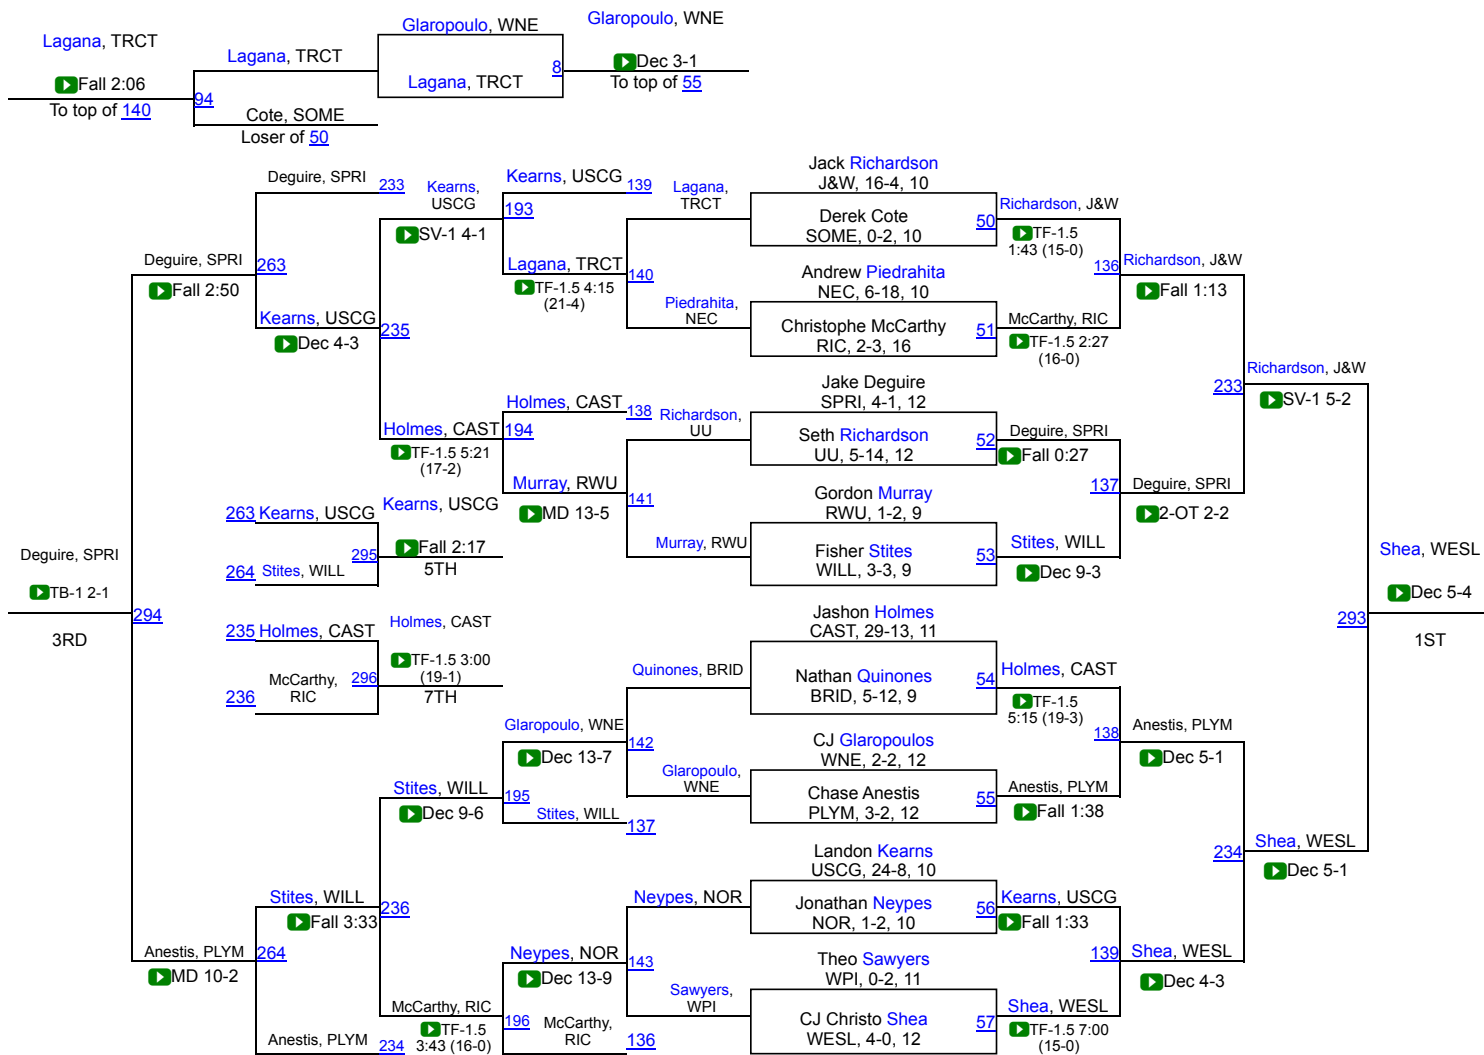 Lagana, TRCT
Fall 2:06
To top of 140
Lagana, TRCT
94
Cote, SOME
Loser of 50
Glaropoulo, WNE
Lagana, TRCT
8
Glaropoulo, WNE
Dec 3-1
To top of 55
Deguire, SPRI
233
Kearns,
USCG
Kearns, USCG
139
193
SV-1 4-1
Lagana, TRCT
TF-1.5 4:15
(21-4)
Lagana,
TRCT
140
Piedrahita,
NEC
Jack Richardson
J&W, 16-4, 10
Derek Cote
SOME, 0-2, 10
50
Richardson, J&W
TF-1.5
1:43 (15-0)
Andrew Piedrahita
NEC, 6-18, 10
Christophe McCarthy
RIC, 2-3, 16
51
McCarthy, RIC
TF-1.5 2:27
(16-0)
136
Richardson, J&W
Fall 1:13
Deguire, SPRI
Fall 2:50
263
Kearns, USCG
Dec 4-3
235
Holmes, CAST
TF-1.5 5:21
(17-2)
Holmes, CAST
138
194
Murray, RWU
MD 13-5
Richardson,
UU
141
Murray, RWU
Jake Deguire
SPRI, 4-1, 12
Seth Richardson
UU, 5-14, 12
52
Deguire, SPRI
Fall 0:27
Gordon Murray
RWU, 1-2, 9
Fisher Stites
WILL, 3-3, 9
53
Stites, WILL
Dec 9-3
137
Deguire, SPRI
2-OT 2-2
233
Richardson, J&W
SV-1 5-2
263 Kearns, USCG
264 Stites, WILL
295
Kearns, USCG
Fall 2:17
5TH
Deguire, SPRI
TB-1 2-1
3RD
294
235 Holmes, CAST
236
McCarthy,
RIC
296
Holmes, CAST
TF-1.5 3:00
(19-1)
7TH
Shea, WESL
Dec 5-4
1ST
293
Jashon Holmes
CAST, 29-13, 11
Nathan Quinones
BRID, 5-12, 9
54
Holmes, CAST
TF-1.5
5:15 (19-3)
Quinones, BRID
142
Glaropoulo,
WNE
CJ Glaropoulos
WNE, 2-2, 12
Chase Anestis
PLYM, 3-2, 12
55
Anestis, PLYM
Fall 1:38
138
Anestis, PLYM
Dec 5-1
Glaropoulo, WNE
Dec 13-7
Stites, WILL
Dec 9-6
195
Stites, WILL
137
234
Shea, WESL
Dec 5-1
Stites, WILL
Fall 3:33
236
Anestis, PLYM
MD 10-2
264
Anestis, PLYM
234
McCarthy, RIC
TF-1.5
3:43 (16-0)
Neypes, NOR
Dec 13-9
196
McCarthy,
RIC
136
Neypes, NOR
143
Sawyers,
WPI
Landon Kearns
USCG, 24-8, 10
Jonathan Neypes
NOR, 1-2, 10
56
Kearns, USCG
Fall 1:33
Theo Sawyers
WPI, 0-2, 11
CJ Christo Shea
WESL, 4-0, 12
57
Shea, WESL
TF-1.5 7:00
(15-0)
139
Shea, WESL
Dec 4-3